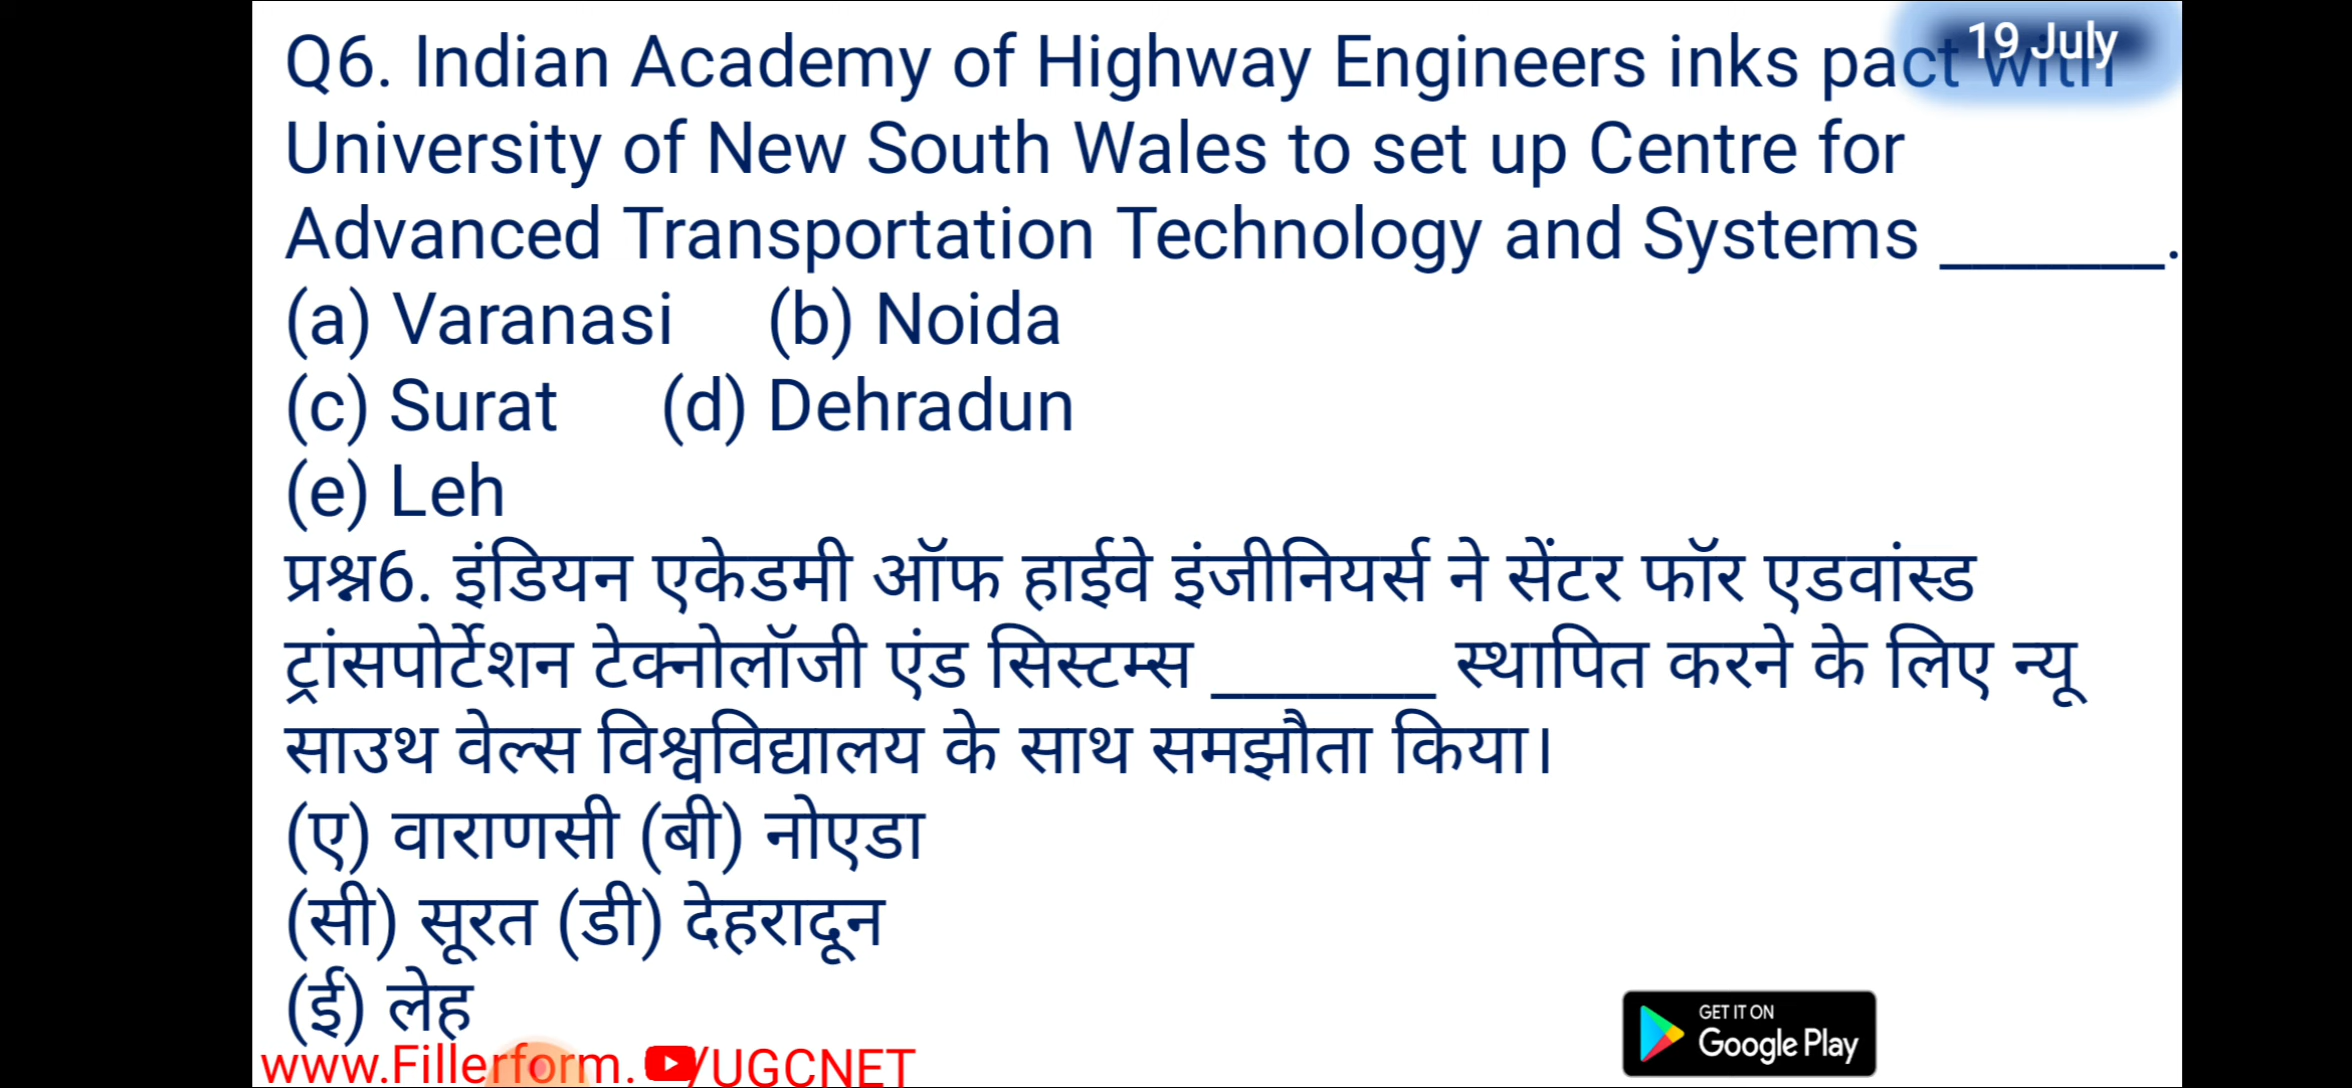 19 July
Q6. Indian Academy of Highway Engineers inks pact with
University of New South Wales to set up Centre for
Advanced Transportation Technology and Systems _______.
(a) Varanasi (b) Noida
(c) Surat (d) Dehradun
(e) Leh
प्रश्न6. इंडियन एकेडमी ऑफ हाईवे इंजीनियर्स ने सेंटर फॉर एडवांस्ड
ट्रांसपोर्टेशन टेक्नोलॉजी एंड सिस्टम्स _______ स्थापित करने के लिए न्यू
साउथ वेल्स विश्वविद्यालय के साथ समझौता किया।
(ए) वाराणसी (बी) नोएडा
(सी) सूरत (डी) देहरादून
(ई) लेह
www.Fillerform. /UGCNET
GET IT ON
Google Play